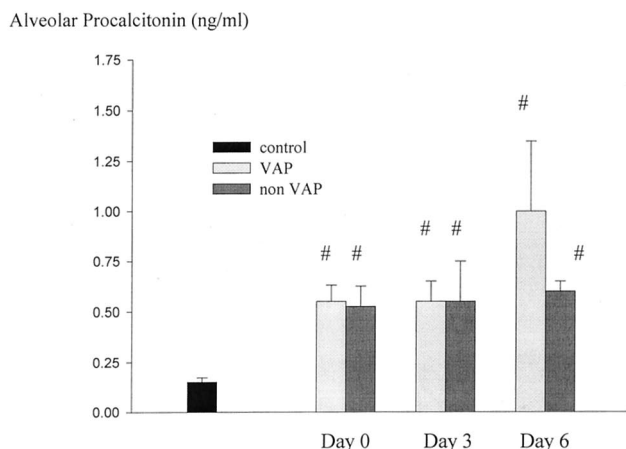 Alveolar Procalcitonin (ng/ml)
1.75
1.50
1.25
1.00
0.75
0.50
0.25
0.00
control
VAP
non VAP
#
#
#
#
#
#
Day 0
Day 3
Day 6